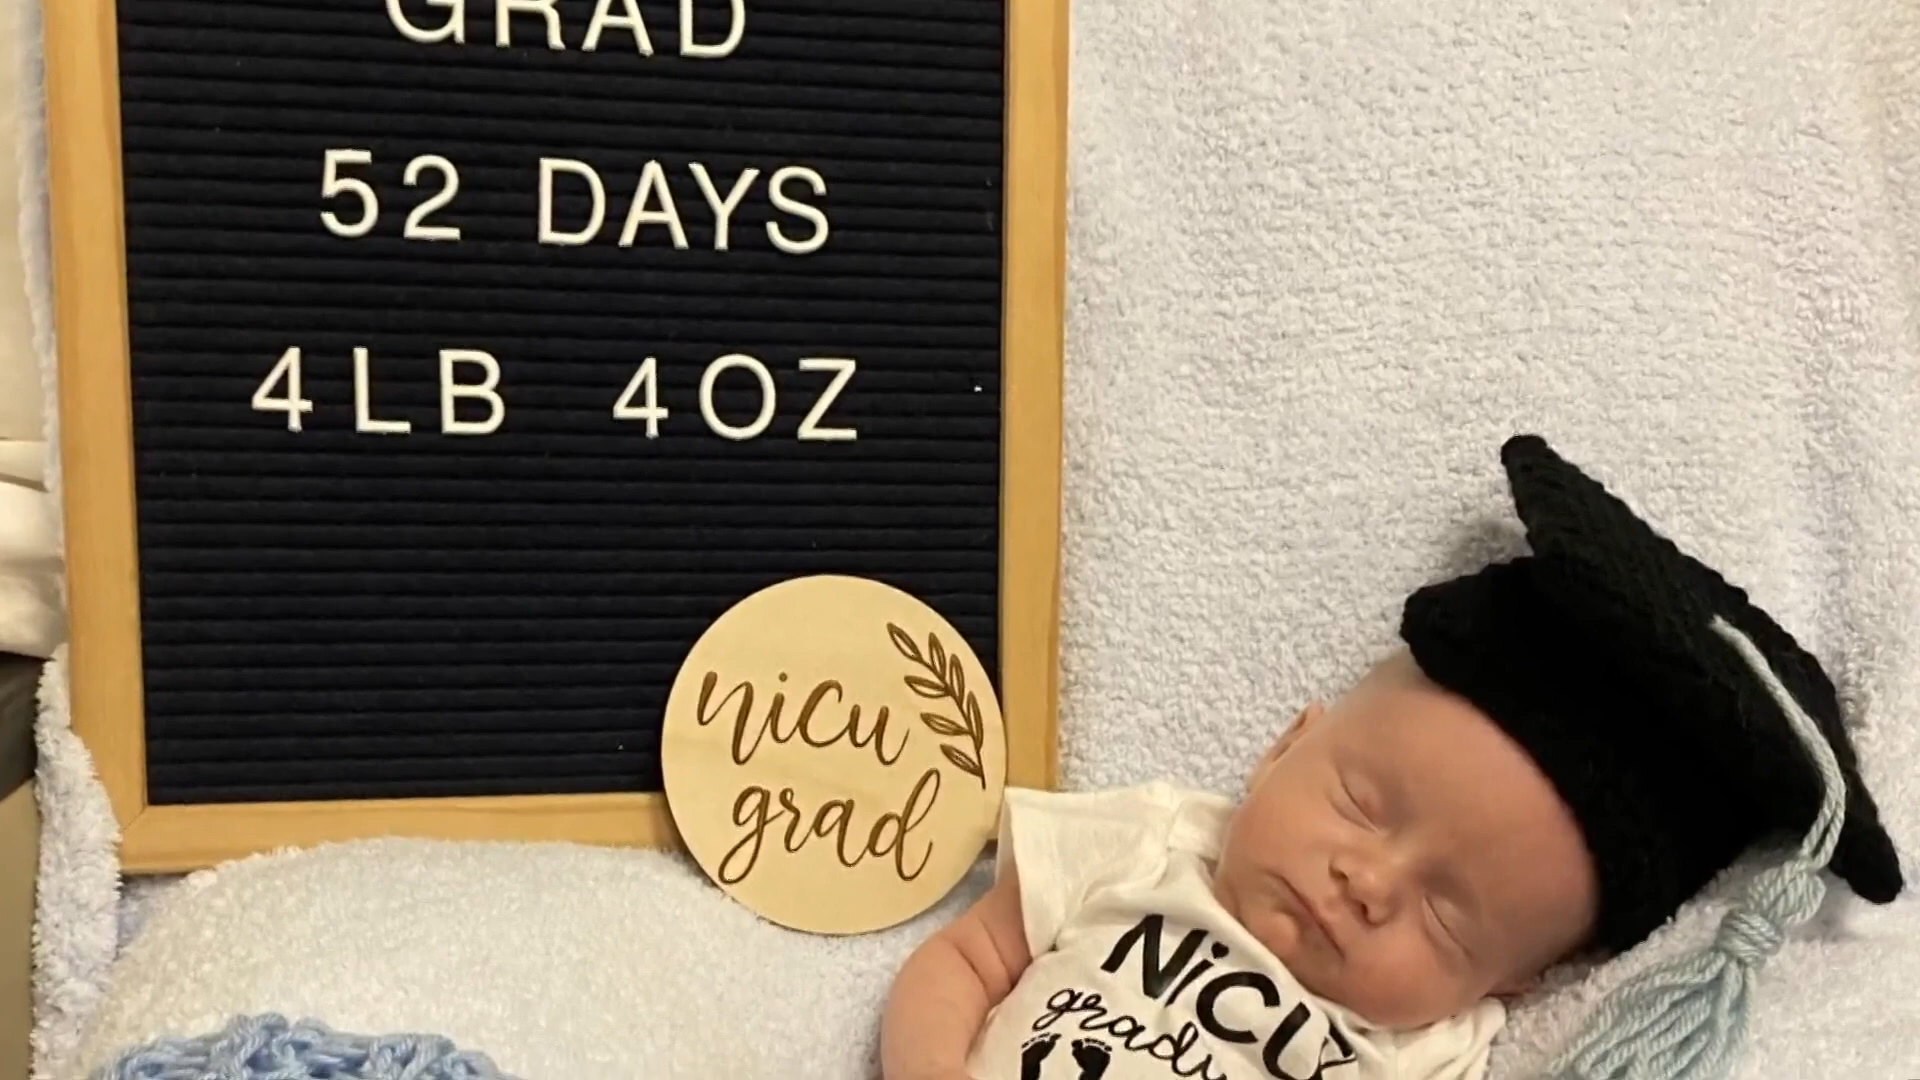 GRAD
52 DAYS
4LB 4OZ
nicu
grad
NiCU